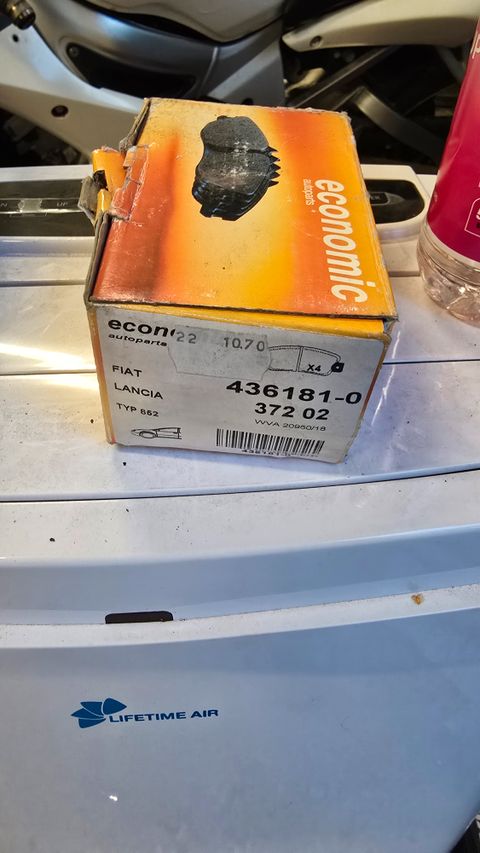 economic
autoparts
econ
autoparts
22 10.70
X4
FIAT
LANCIA
TYP 652
436181-0
372 02
WVA 20950/18
LIFETIME AIR